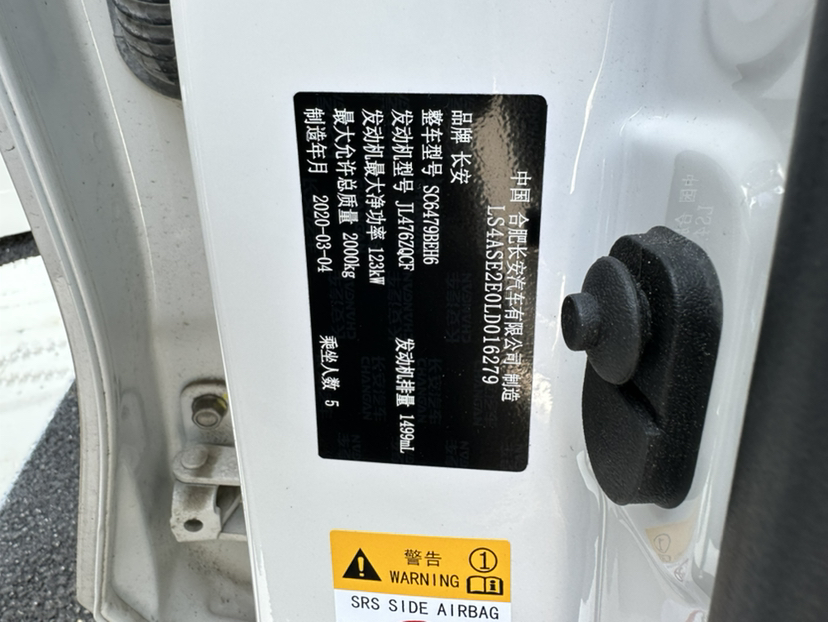 中国 合肥长安汽车有限公司 制造
LS4ASE2E0LD016279
品牌 长安
整车型号 SC6479BEH6
发动机型号 JL476ZQCF 发动机排量 1499mL
发动机最大净功率 123kW
最大允许总质量 2000kg
制造年月 2020-03-04 乘坐人数 5
警告 1
WARNING
SRS SIDE AIRBAG